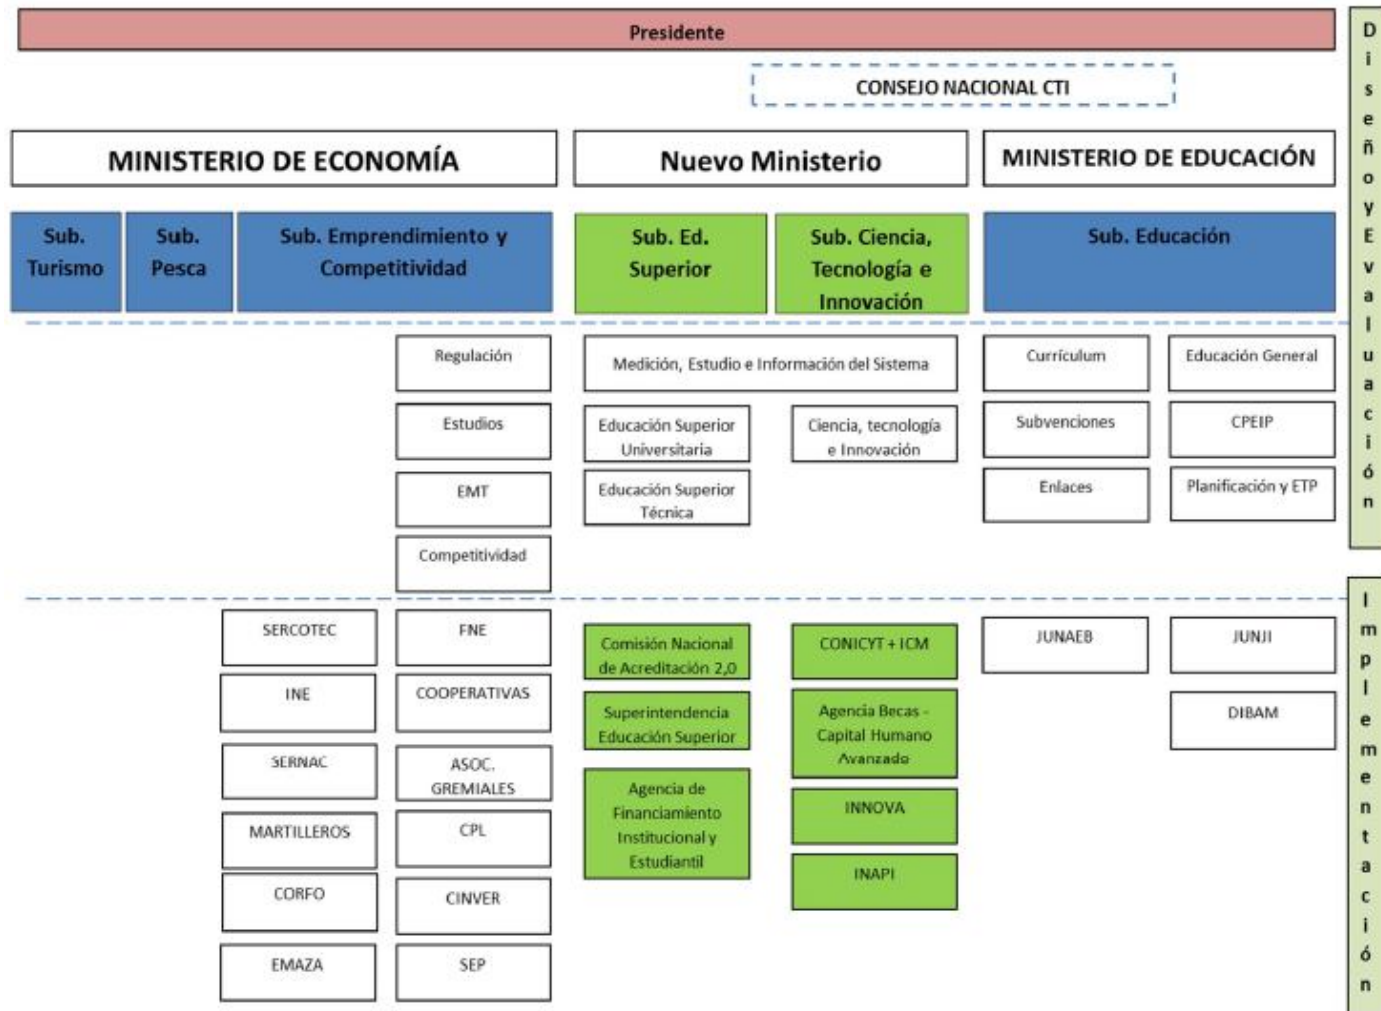 Presidente
CONSEJO NACIONAL CTI
MINISTERIO DE ECONOMÍA
Nuevo Ministerio
MINISTERIO DE EDUCACIÓN
Sub.
Turismo
Sub.
Pesca
Sub. Emprendimiento y
Competitividad
Sub. Ed.
Superior
Sub. Ciencia,
Tecnología e
Innovación
Sub. Educación
Regulación
Estudios
EMT
Competitividad
Medición, Estudio e Información del Sistema
Educación Superior
Universitaria
Ciencia, tecnología
e Innovación
Educación Superior
Técnica
Currículum
Educación General
Subvenciones
CPEIP
Enlaces
Planificación y ETP
Diseño y Evaluación
SERCOTEC
FNE
INE
COOPERATIVAS
SERNAC
ASOC.
GREMIALES
MARTILLEROS
CPL
CORFO
CINVER
EMAZA
SEP
Comisión Nacional
de Acreditación 2,0
Superintendencia
Educación Superior
Agencia de
Financiamiento
Institucional y
Estudiantil
CONICYT + ICM
Agencia Becas -
Capital Humano
Avanzado
INNOVA
INAPI
JUNAEB
JUNJI
DIBAM
Implementación